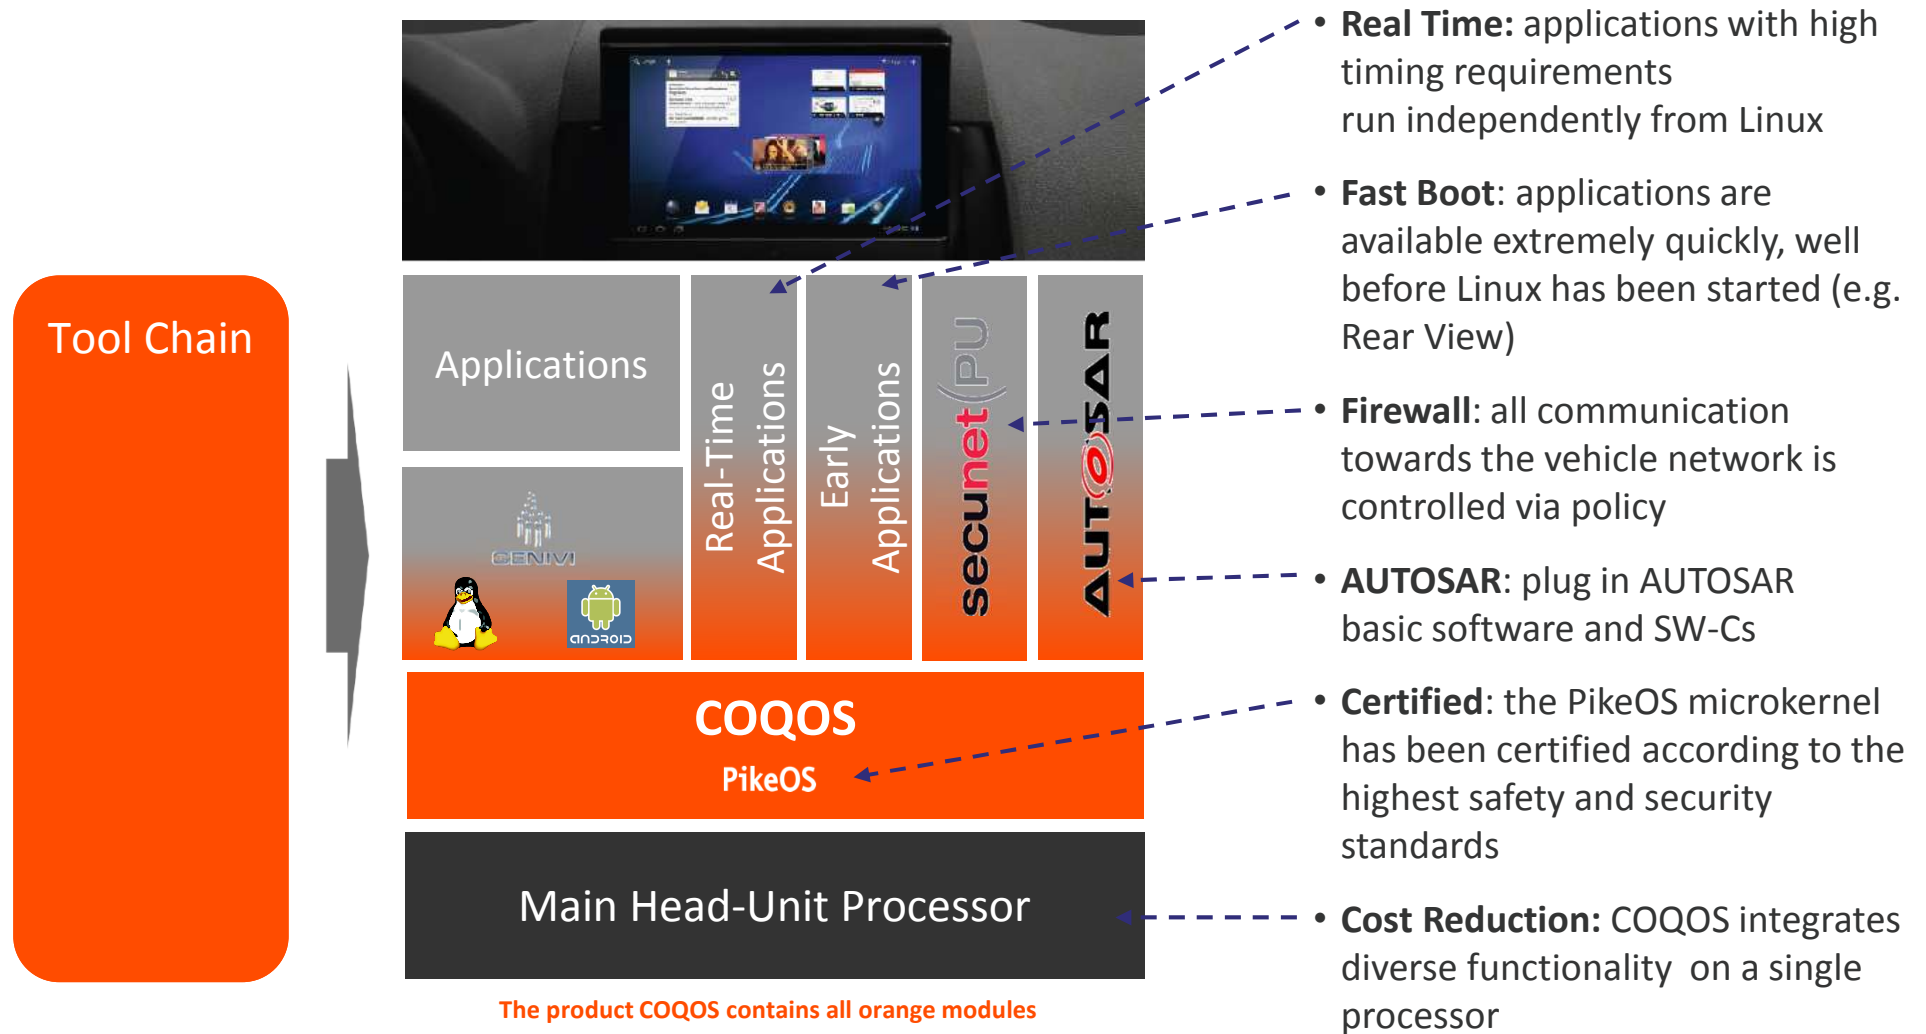 Tool Chain
Applications
GENIVI
ANDROID
Real-Time
Applications
Early
Applications
secunet(PU
AUTOSAR
COQOS
PikeOS
Main Head-Unit Processor
The product COQOS contains all orange modules
• Real Time: applications with high
timing requirements
run independently from Linux
• Fast Boot: applications are
available extremely quickly, well
before Linux has been started (e.g.
Rear View)
• Firewall: all communication
towards the vehicle network is
controlled via policy
• AUTOSAR: plug in AUTOSAR
basic software and SW-Cs
• Certified: the PikeOS microkernel
has been certified according to the
highest safety and security
standards
• Cost Reduction: COQOS integrates
diverse functionality on a single
processor